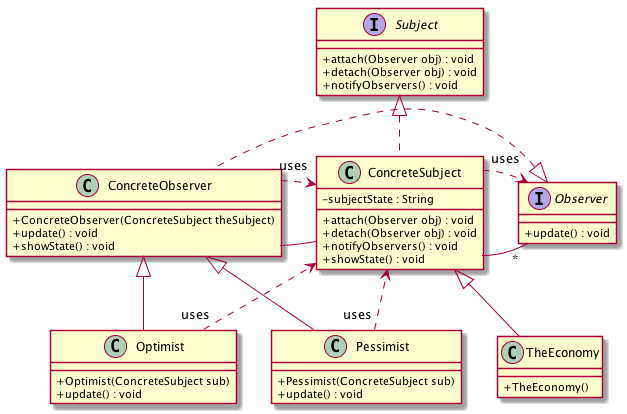 I Subject
+attach(Observer obj) : void
+detach(Observer obj) : void
+notifyObservers() : void
uses
uses
C ConcreteObserver
+ConcreteObserver(ConcreteSubject theSubject)
+update() : void
+showState() : void
C ConcreteSubject
-subjectState : String
+attach(Observer obj) : void
+detach(Observer obj) : void
+notifyObservers() : void
+showState() : void
I Observer
+update() : void
*
uses
uses
C Optimist
+Optimist(ConcreteSubject sub)
+update() : void
C Pessimist
+Pessimist(ConcreteSubject sub)
+update() : void
C TheEconomy
+TheEconomy()